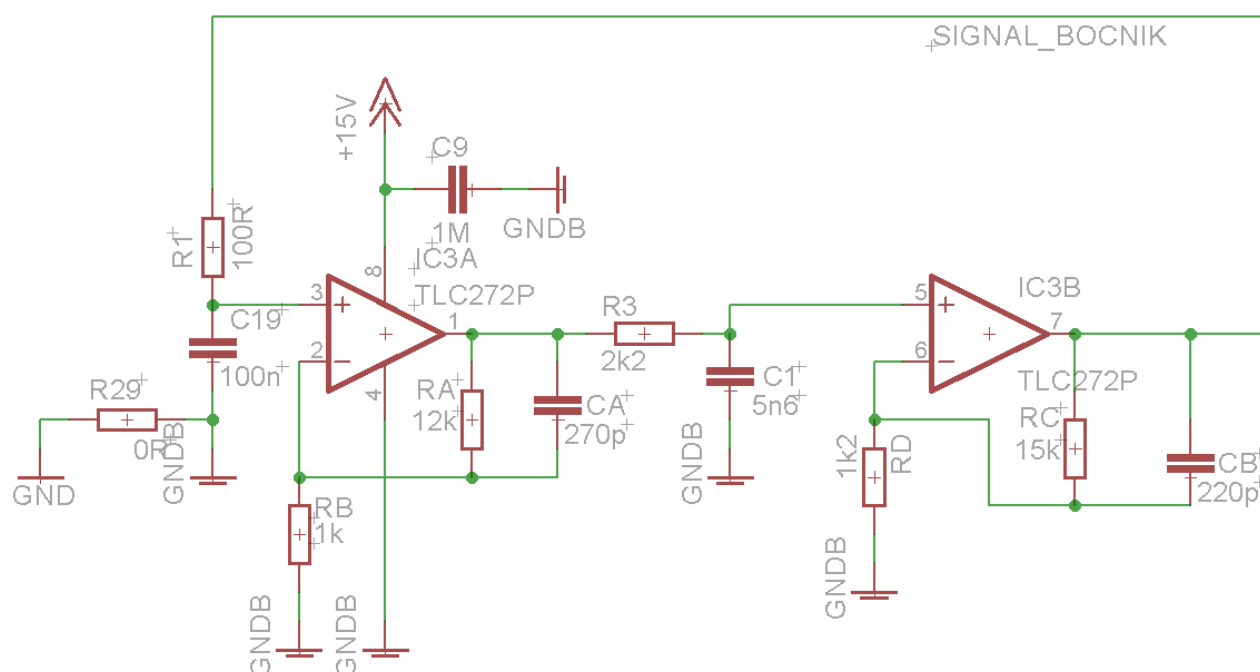 SIGNAL_BOCNIK
+15V
C9
1M
GNDB
R1
100R
IC3A
TLC272P
8
3
2
1
4
C19
100n
R29
0R
GND
GNDB
RA
12k
CA
270p
RB
1k
GNDB
GNDB
R3
2k2
C1
5n6
GNDB
IC3B
TLC272P
5
6
7
RC
15k
RD
1k2
CB
220p
GNDB